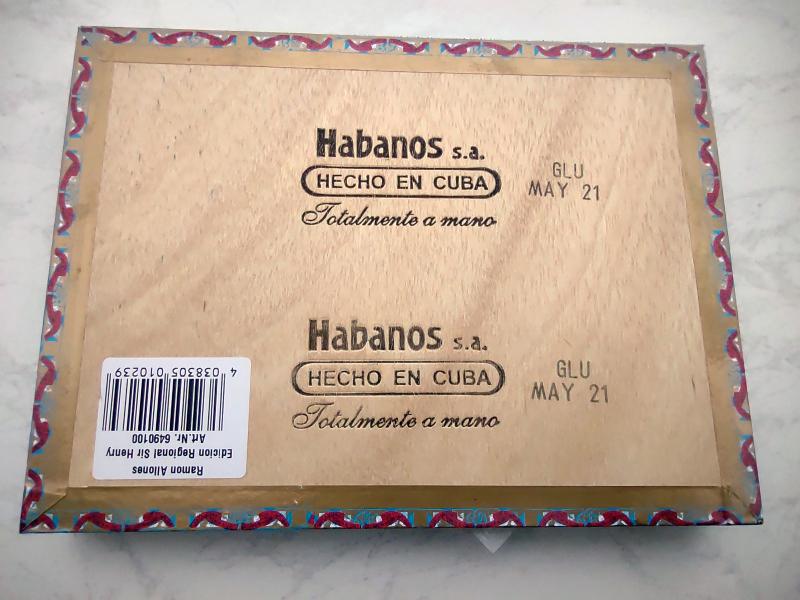 Habanos s.a.
HECHO EN CUBA
Totalmente a mano
GLU
MAY 21
Habanos s.a.
HECHO EN CUBA
Totalmente a mano
GLU
MAY 21
Ramon Allones
Edicion Regional Sir Henry
Art.Nr. 6490100
4 038305 010239